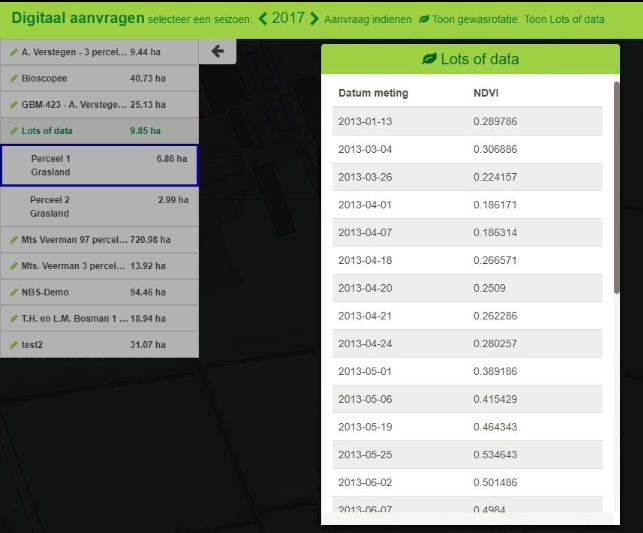 Digitaal aanvragen selecteer een seizoen: 2017 Aanvraag indienen Toon gewasrotatie Toon Lots of data
A. Verstegen - 3 percel... 9.44 ha
Bioscopee 40.73 ha
GBM-423 - A. Verstege... 25.13 ha
Lots of data 9.85 ha
Perceel 1 6.86 ha
Grasland
Perceel 2 2.99 ha
Grasland
Mts Veerman 97 percel... 720.98 ha
Mts. Veerman 3 percel... 13.92 ha
NBS-Demo 94.46 ha
T.H. en L.M. Bosman 1 ... 18.94 ha
test2 31.07 ha
Lots of data
Datum meting NDVI
2013-01-13 0.289786
2013-03-04 0.306886
2013-03-26 0.224157
2013-04-01 0.186171
2013-04-07 0.186314
2013-04-18 0.266571
2013-04-20 0.2509
2013-04-21 0.262286
2013-04-24 0.280257
2013-05-01 0.389186
2013-05-06 0.415429
2013-05-19 0.464343
2013-05-25 0.534643
2013-06-02 0.501486
2013-06-07 0.4984